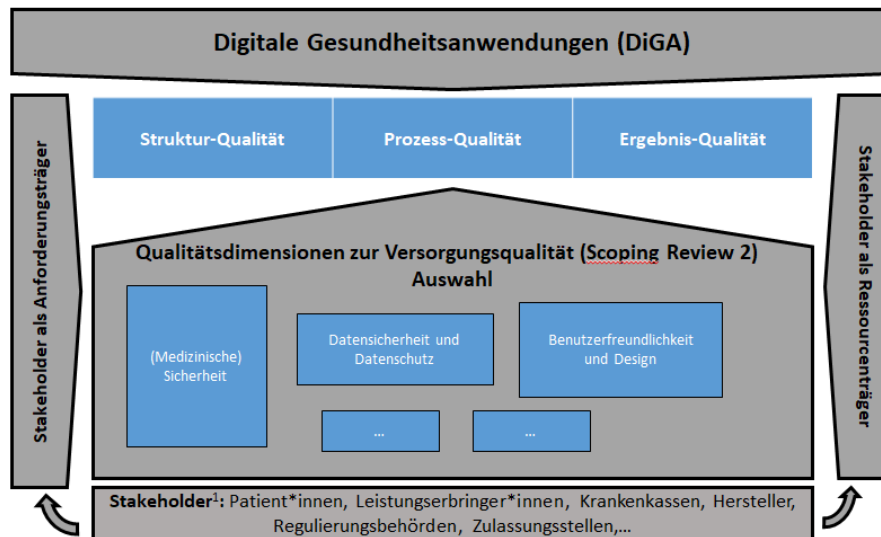 Digitale Gesundheitsanwendungen (DiGA)
Struktur-Qualität
Prozess-Qualität
Ergebnis-Qualität
Stakeholder als Anforderungsträger
Stakeholder als Ressourcenträger
Qualitätsdimensionen zur Versorgungsqualität (Scoping Review 2)
Auswahl
(Medizinische)
Sicherheit
Datensicherheit und
Datenschutz
Benutzerfreundlichkeit
und Design
...
...
Stakeholder¹: Patient*innen, Leistungserbringer*innen, Krankenkassen, Hersteller,
Regulierungsbehörden, Zulassungsstellen,...